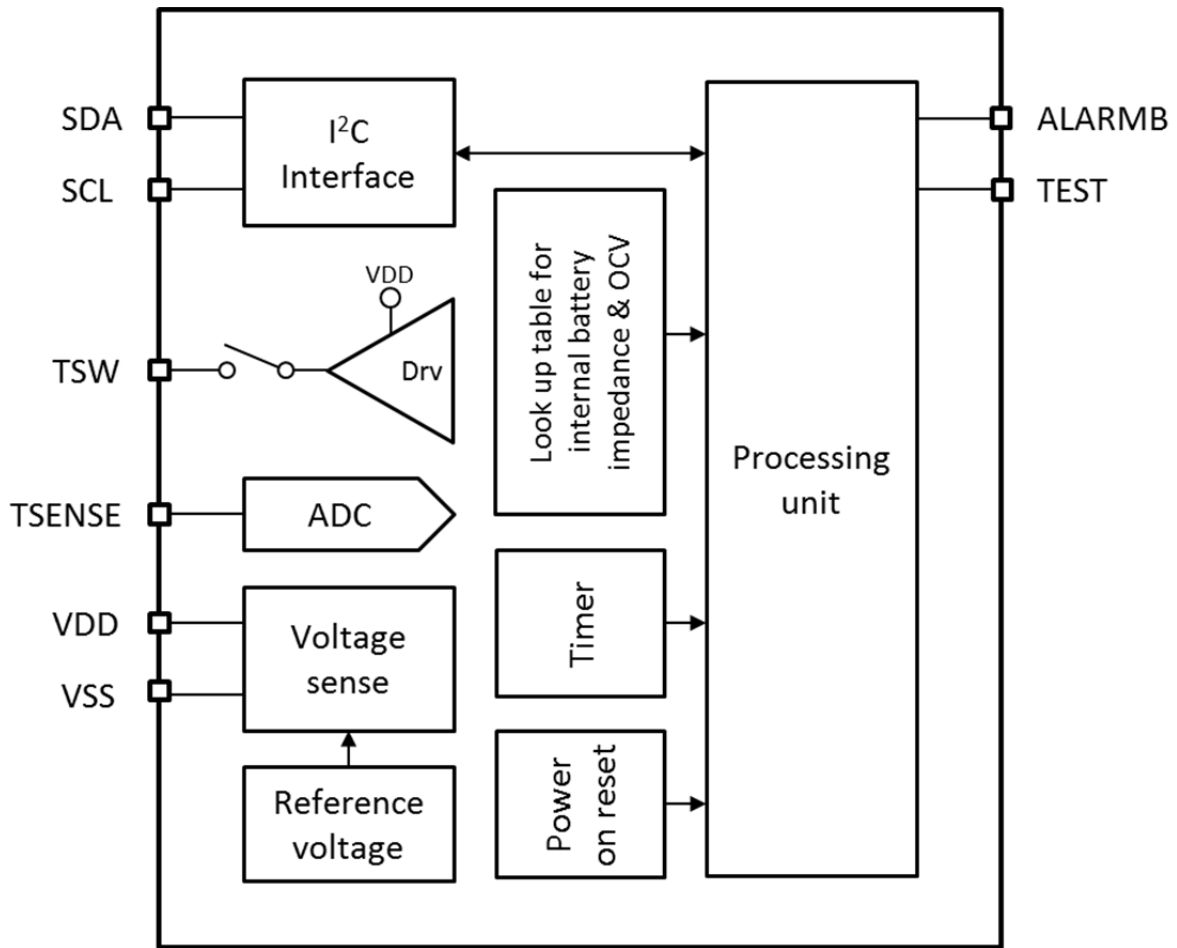 SDA
SCL
I²C
Interface
VDD
TSW
Drv
TSENSE
ADC
VDD
VSS
Voltage
sense
Reference
voltage
Look up table for
internal battery
impedance & OCV
Timer
Power
on reset
Processing
unit
ALARMB
TEST